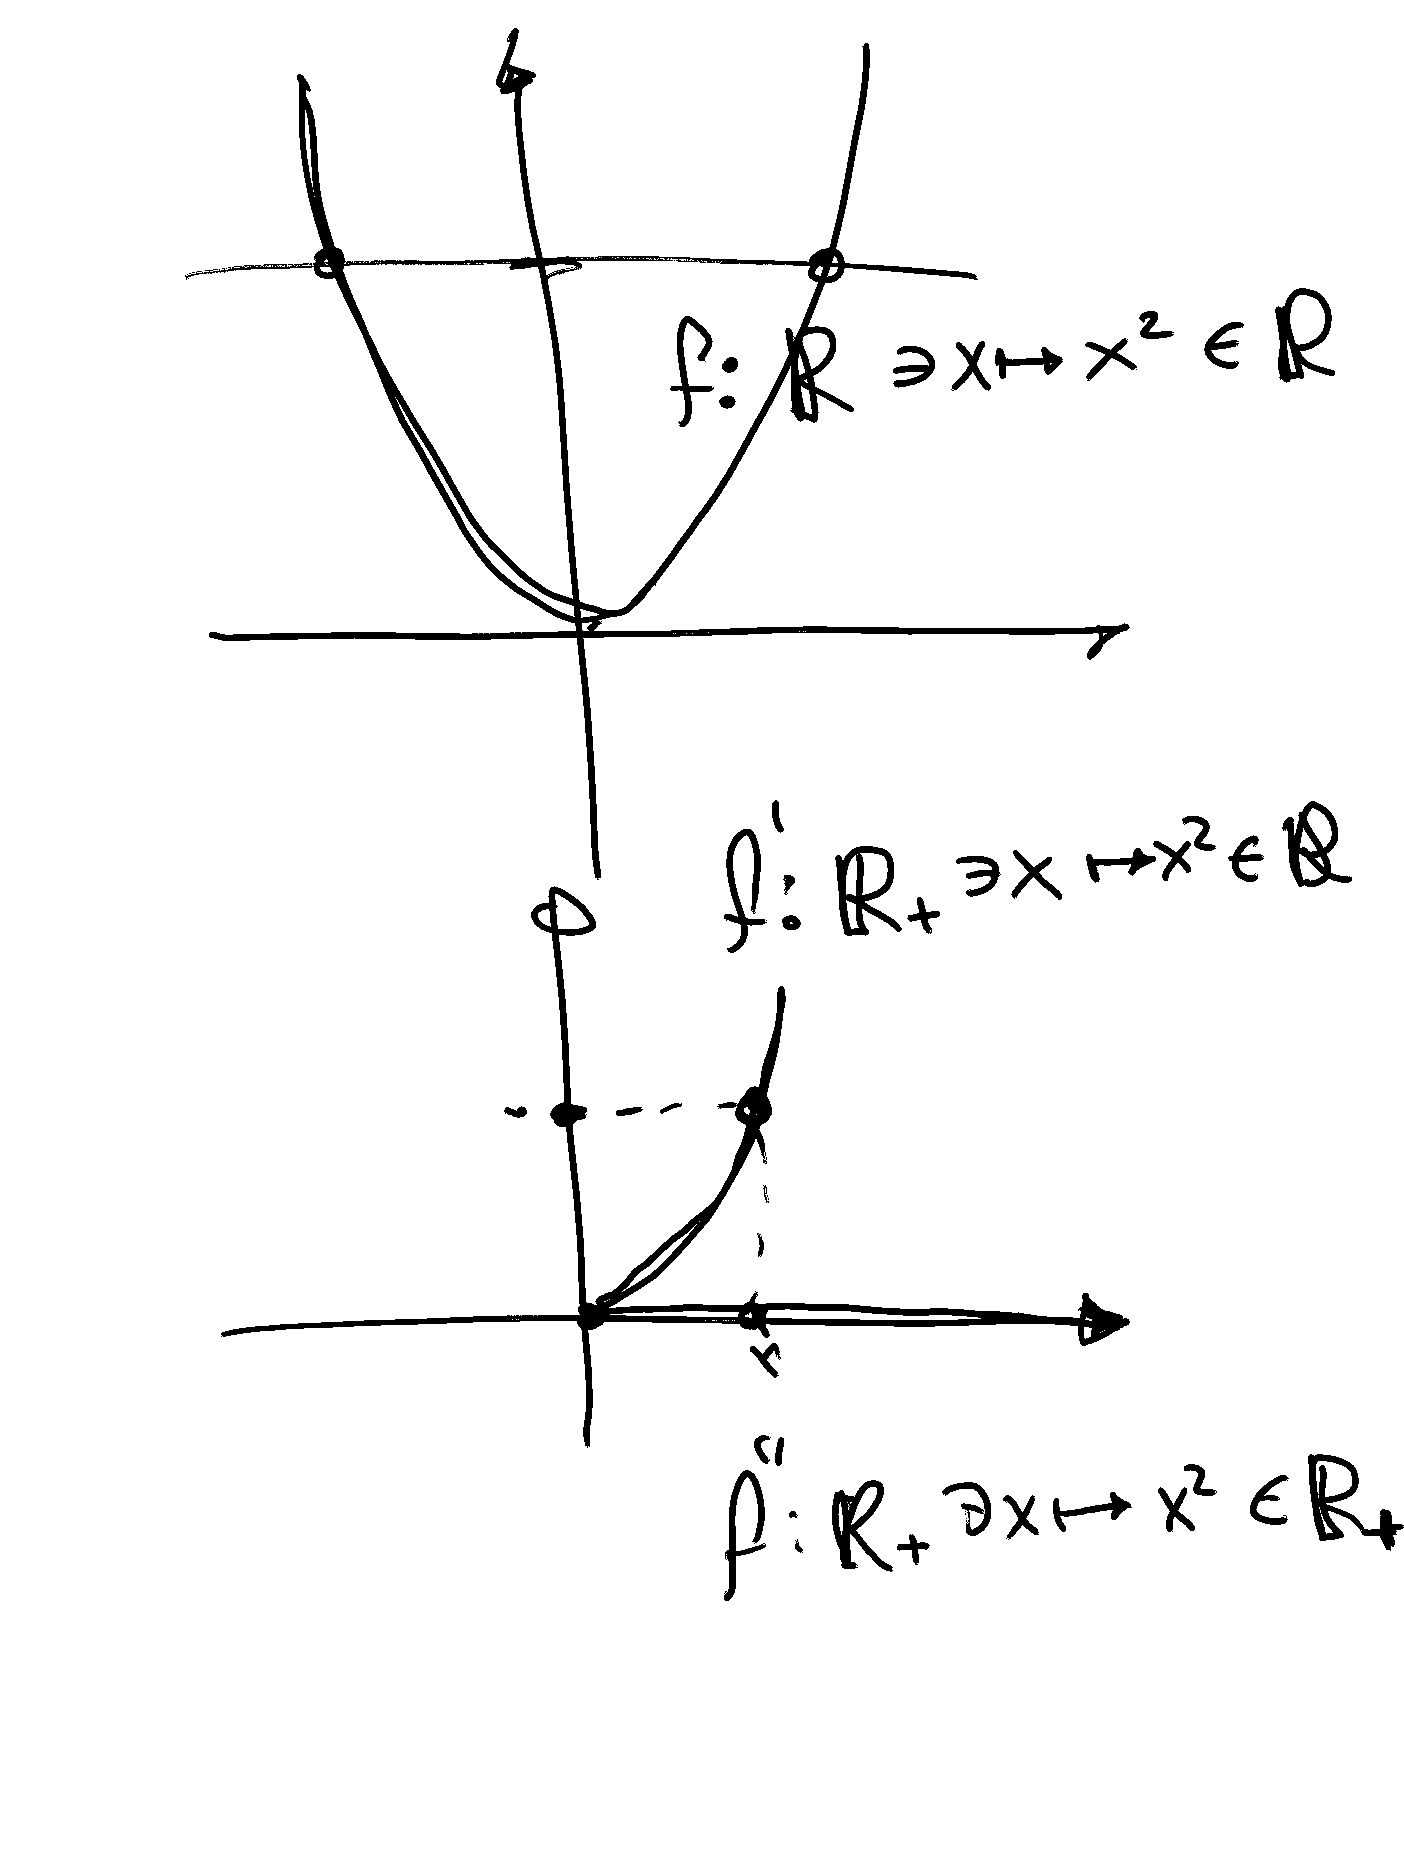 f: ℝ ∋ x ↦ x² ∈ ℝ
f': ℝ₊ ∋ x ↦ x² ∈ ℝ
x
f'': ℝ₊ ∋ x ↦ x² ∈ ℝ₊